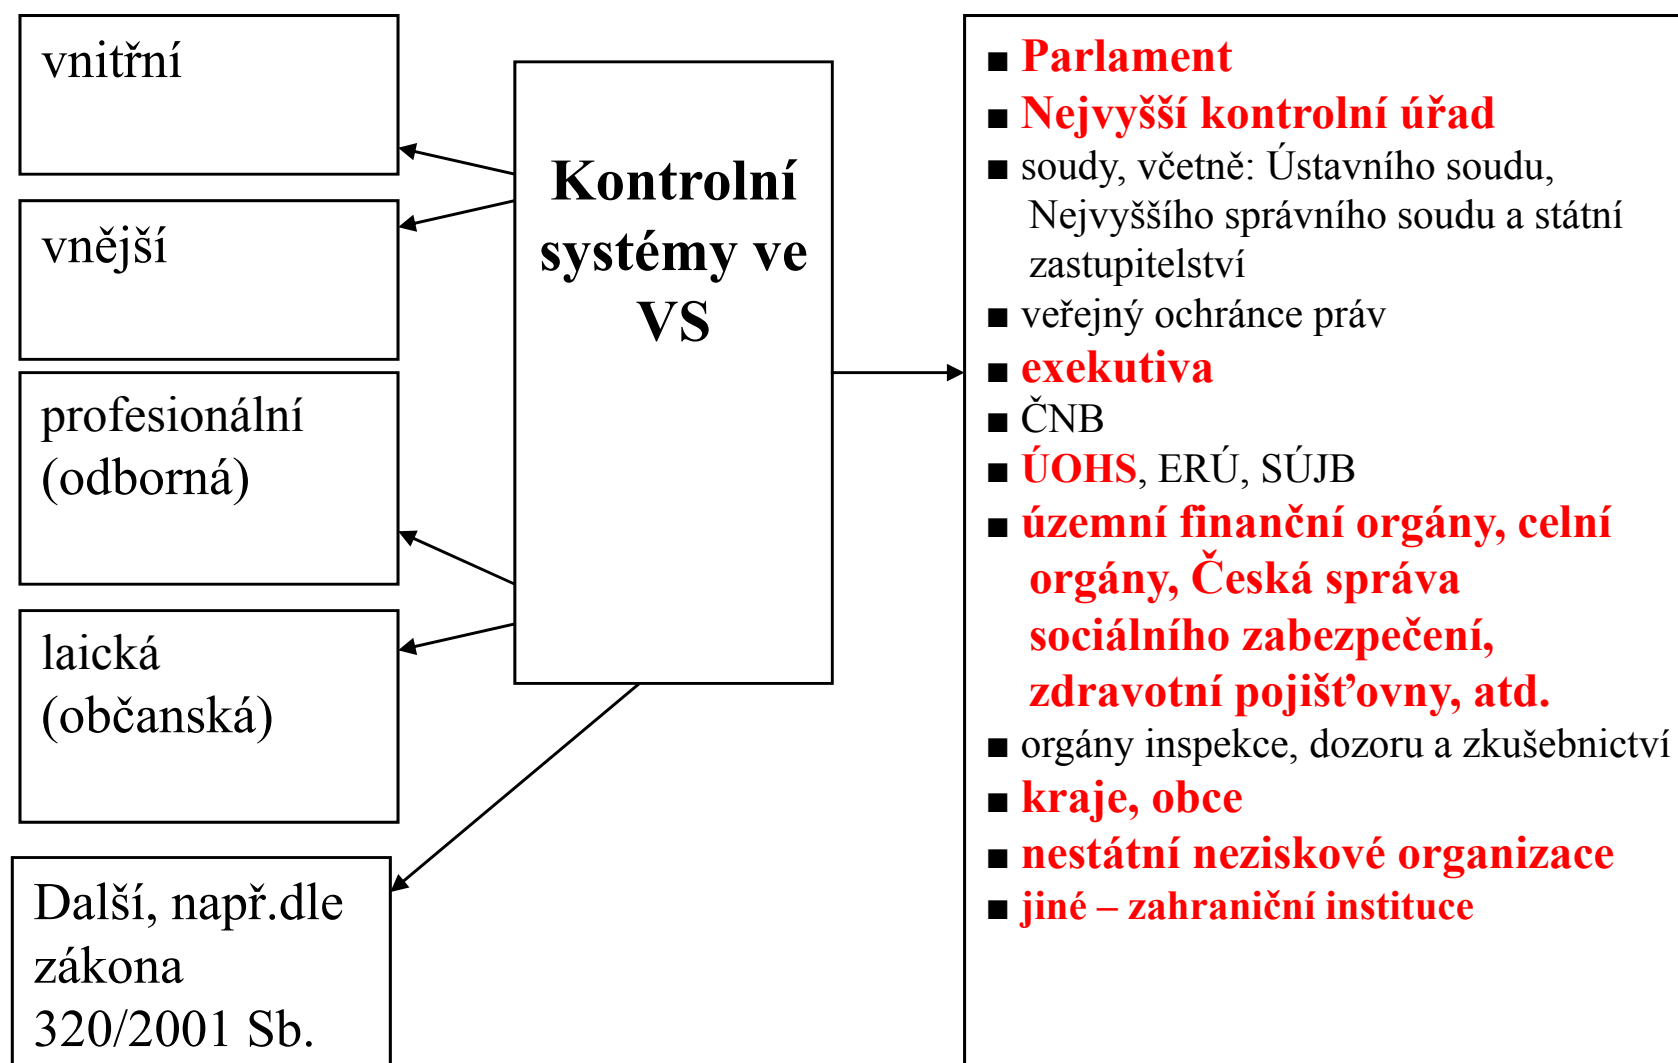 vnitřní
vnější
profesionální
(odborná)
laická
(občanská)
Další, např.dle
zákona
320/2001 Sb.
Kontrolní
systémy ve
VS
■ Parlament
■ Nejvyšší kontrolní úřad
■ soudy, včetně: Ústavního soudu,
Nejvyššího správního soudu a státní
zastupitelství
■ veřejný ochránce práv
■ exekutiva
■ ČNB
■ ÚOHS, ERÚ, SÚJB
■ územní finanční orgány, celní
orgány, Česká správa
sociálního zabezpečení,
zdravotní pojišťovny, atd.
■ orgány inspekce, dozoru a zkušebnictví
■ kraje, obce
■ nestátní neziskové organizace
■ jiné – zahraniční instituce